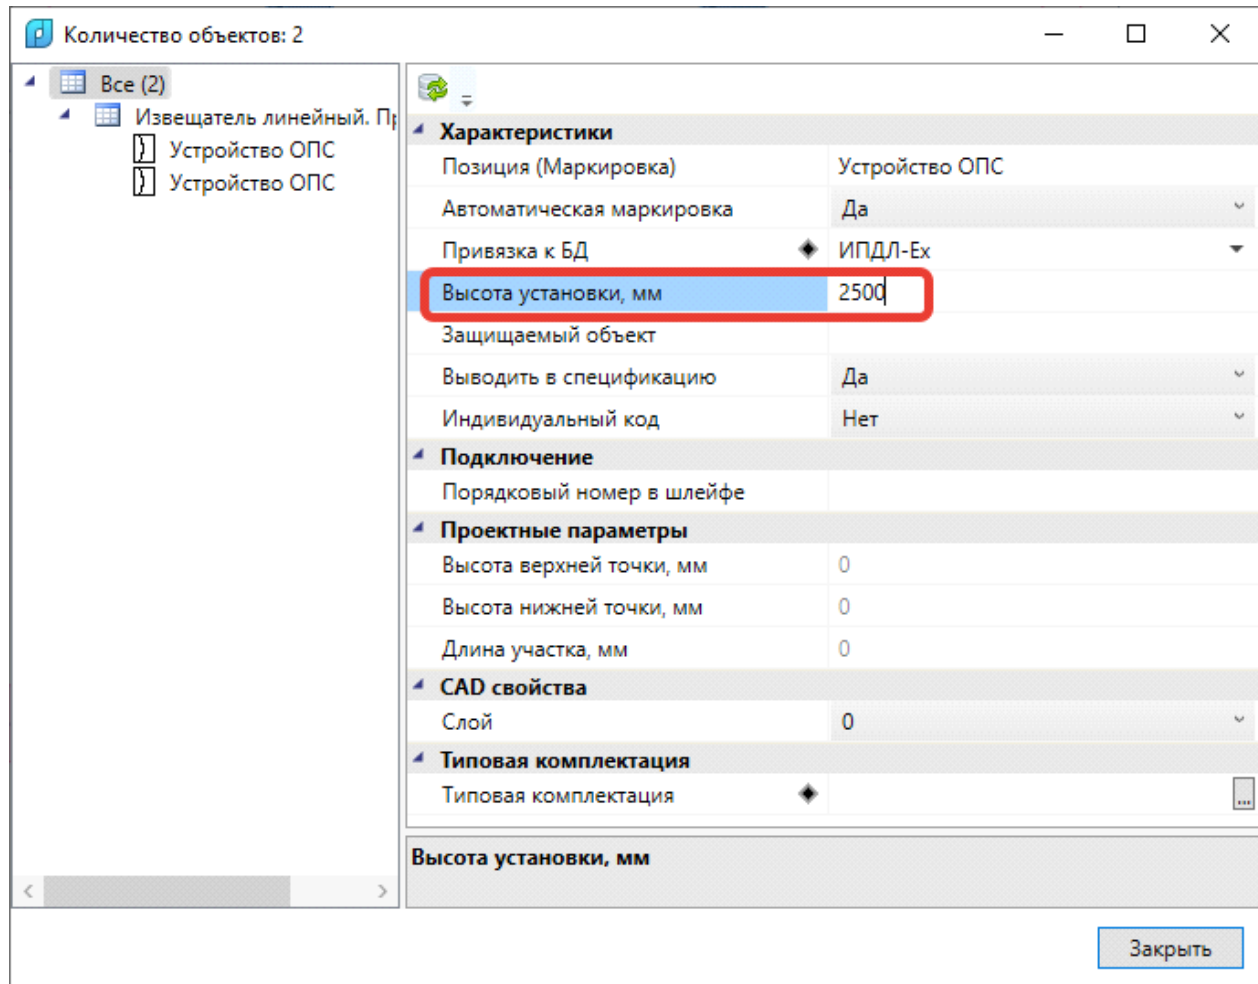 Количество объектов: 2
Все (2)
Извещатель линейный. Пр
Устройство ОПС
Устройство ОПС
Характеристики
Позиция (Маркировка) Устройство ОПС
Автоматическая маркировка Да
Привязка к БД ИПДЛ-Ex
Высота установки, мм 2500
Защищаемый объект
Выводить в спецификацию Да
Индивидуальный код Нет
Подключение
Порядковый номер в шлейфе
Проектные параметры
Высота верхней точки, мм 0
Высота нижней точки, мм 0
Длина участка, мм 0
CAD свойства
Слой 0
Типовая комплектация
Типовая комплектация ...
Высота установки, мм
Закрыть